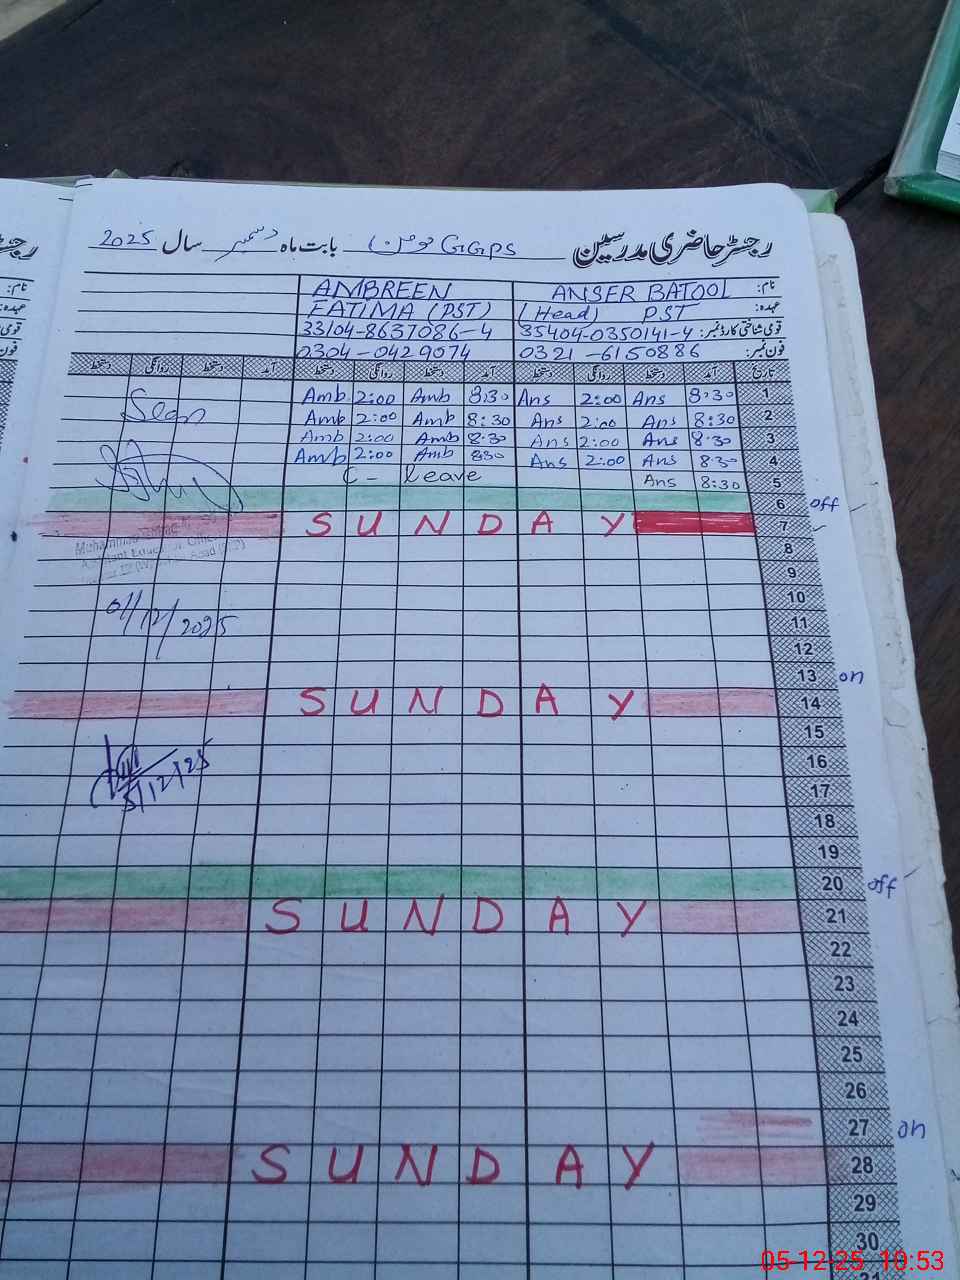 رجسٹر حاضری مدرسین GGPS بابت ماہ دسمبر سال 2025
نام: ANSER BATOOL AMBREEN
عہدہ: (Head) PST FATIMA (PST)
قومی شناختی کارڈ نمبر: 35404-0350141-4 33104-8637086-4
فون نمبر: 0321-6150886 0304-0429074
تاریخ آمد دستخط روانگی دستخط آمد دستخط روانگی دستخط آمد دستخط روانگی دستخط
1 8:30 Ans 2:00 Ans 8:30 Amb 2:00 Amb
2 8:30 Ans 2:00 Ans 8:30 Amb 2:00 Amb
3 8:30 Ans 2:00 Ans 8:30 Amb 2:00 Amb
4 8:30 Ans 2:00 Ans 8:30 Amb 2:00 Amb
5 8:30 Ans C- leave
6 off
7 SUNDAY
8
9
10
11 01/12/2025
12
13 on
14 SUNDAY
15
16
17 5/12/25
18
19
20 off
21 SUNDAY
22
23
24
25
26
27 on
28 SUNDAY
29
30
31
05-12-25 10:53